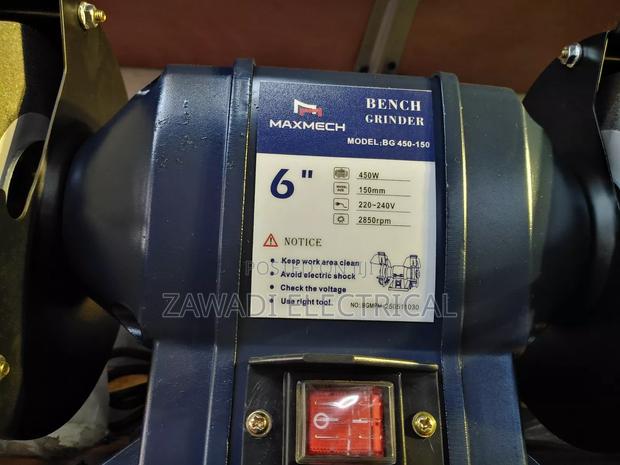 MAXMECH
BENCH
GRINDER
MODEL:BG 450-150
6"
450W
150mm
220~240V
2850rpm
NOTICE
Keep work area clean
Avoid electric shock
Check the voltage
Use right tool.
ZAWADI ELECTRICAL